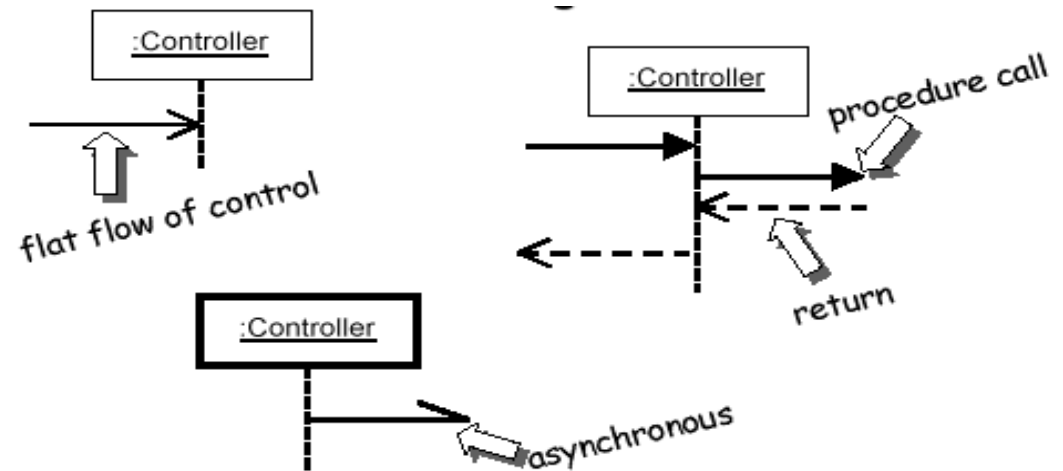 :Controller
flat flow of control
:Controller
procedure call
return
:Controller
asynchronous